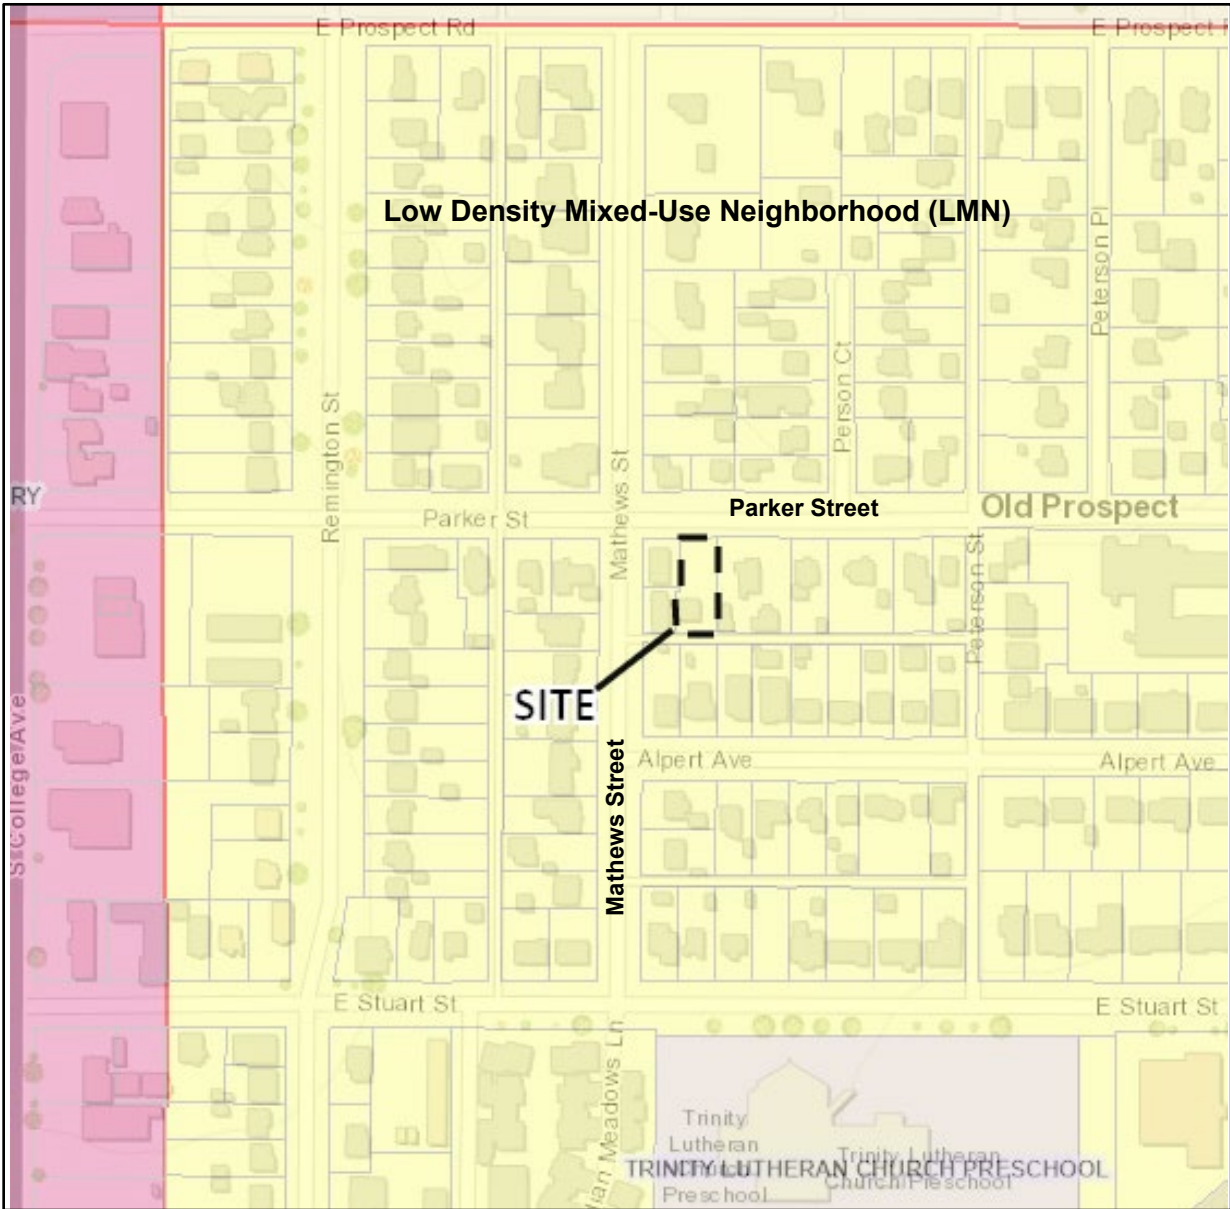 E Prospect Rd
E Prospect R
Low Density Mixed-Use Neighborhood (LMN)
Peterson Pl
Person Ct
Remington St
Mathews St
RY
Parker St
Parker Street
Old Prospect
Peterson St
SITE
S College Ave
Mathews Street
Alpert Ave
Alpert Ave
E Stuart St
E Stuart St
ian Meadows Ln
Trinity
Lutheran
Church
Preschool
Trinity Lutheran
Church Preschool
TRINITY LUTHERAN CHURCH PRESCHOOL